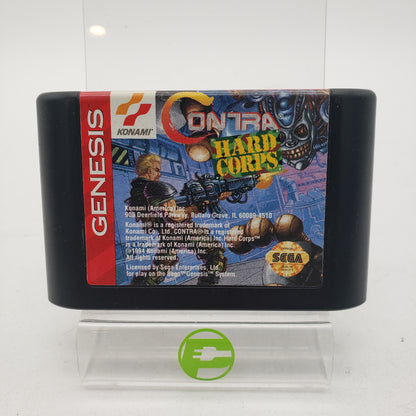 GENESIS
KONAMI
CONTRA
HARD
CORPS™
Konami (America) Inc.
900 Deerfield Parkway, Buffalo Grove, IL 60089-4510
Konami® is a registered trademark of
Konami Co., Ltd. CONTRA® is a registered
trademark of Konami (America) Inc. Hard Corps™
is a trademark of Konami (America) Inc.
©1994 Konami (America) Inc.
All rights reserved.
Licensed by Sega Enterprises, Ltd.
for play on the Sega™ Genesis™ System.
SEGA